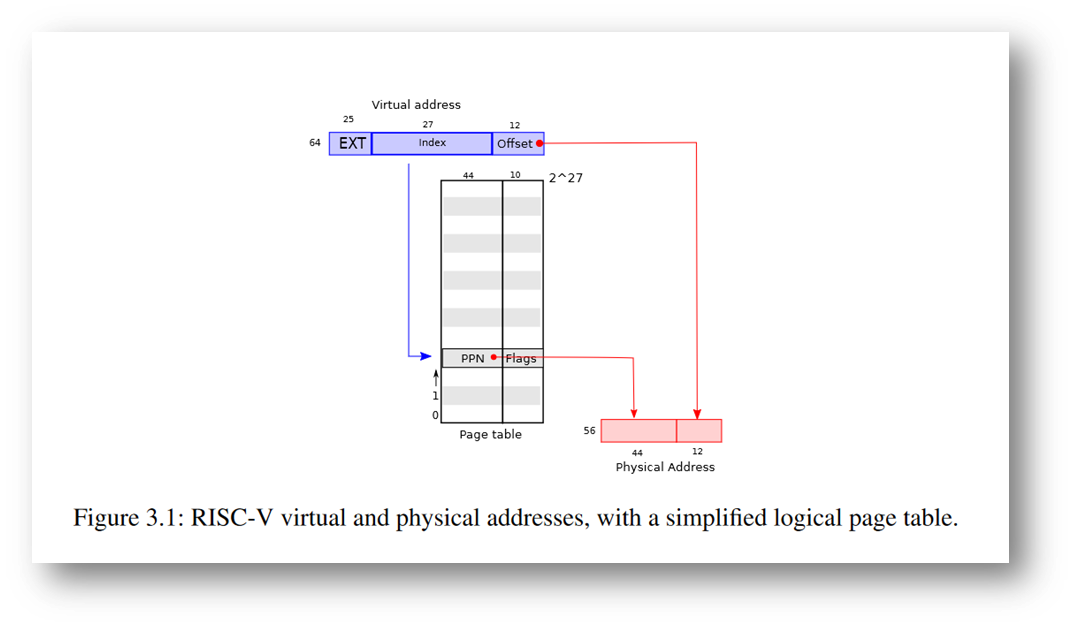 Virtual address
25
27
12
64
EXT
Index
Offset
44
10
2^27
PPN
Flags
1
0
Page table
56
44
12
Physical Address
Figure 3.1: RISC-V virtual and physical addresses, with a simplified logical page table.